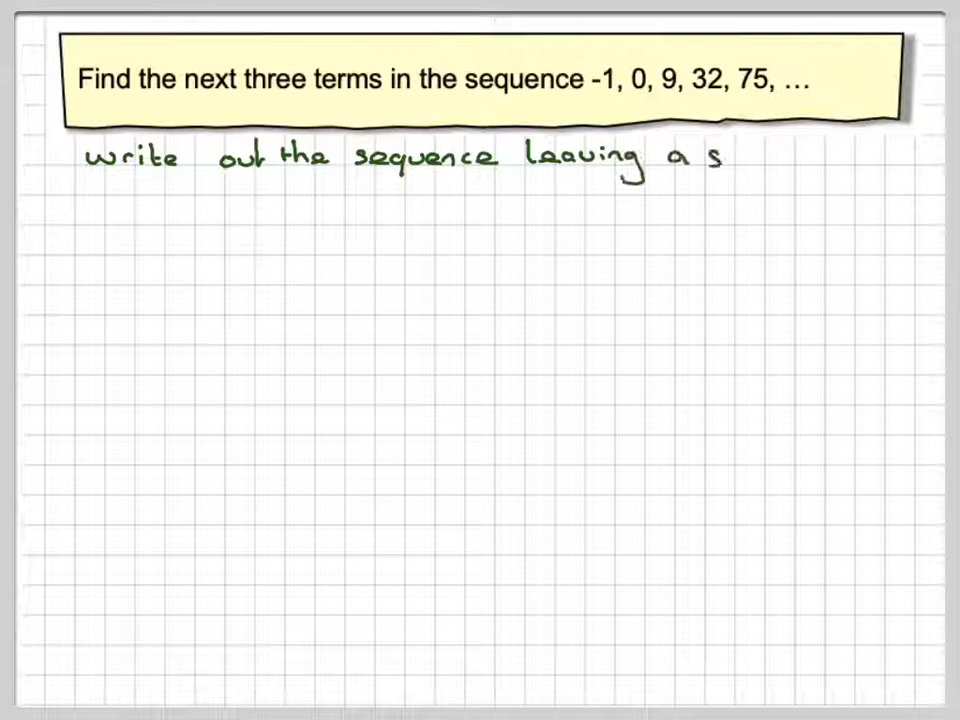 Find the next three terms in the sequence -1, 0, 9, 32, 75, …
write out the sequence leaving a s